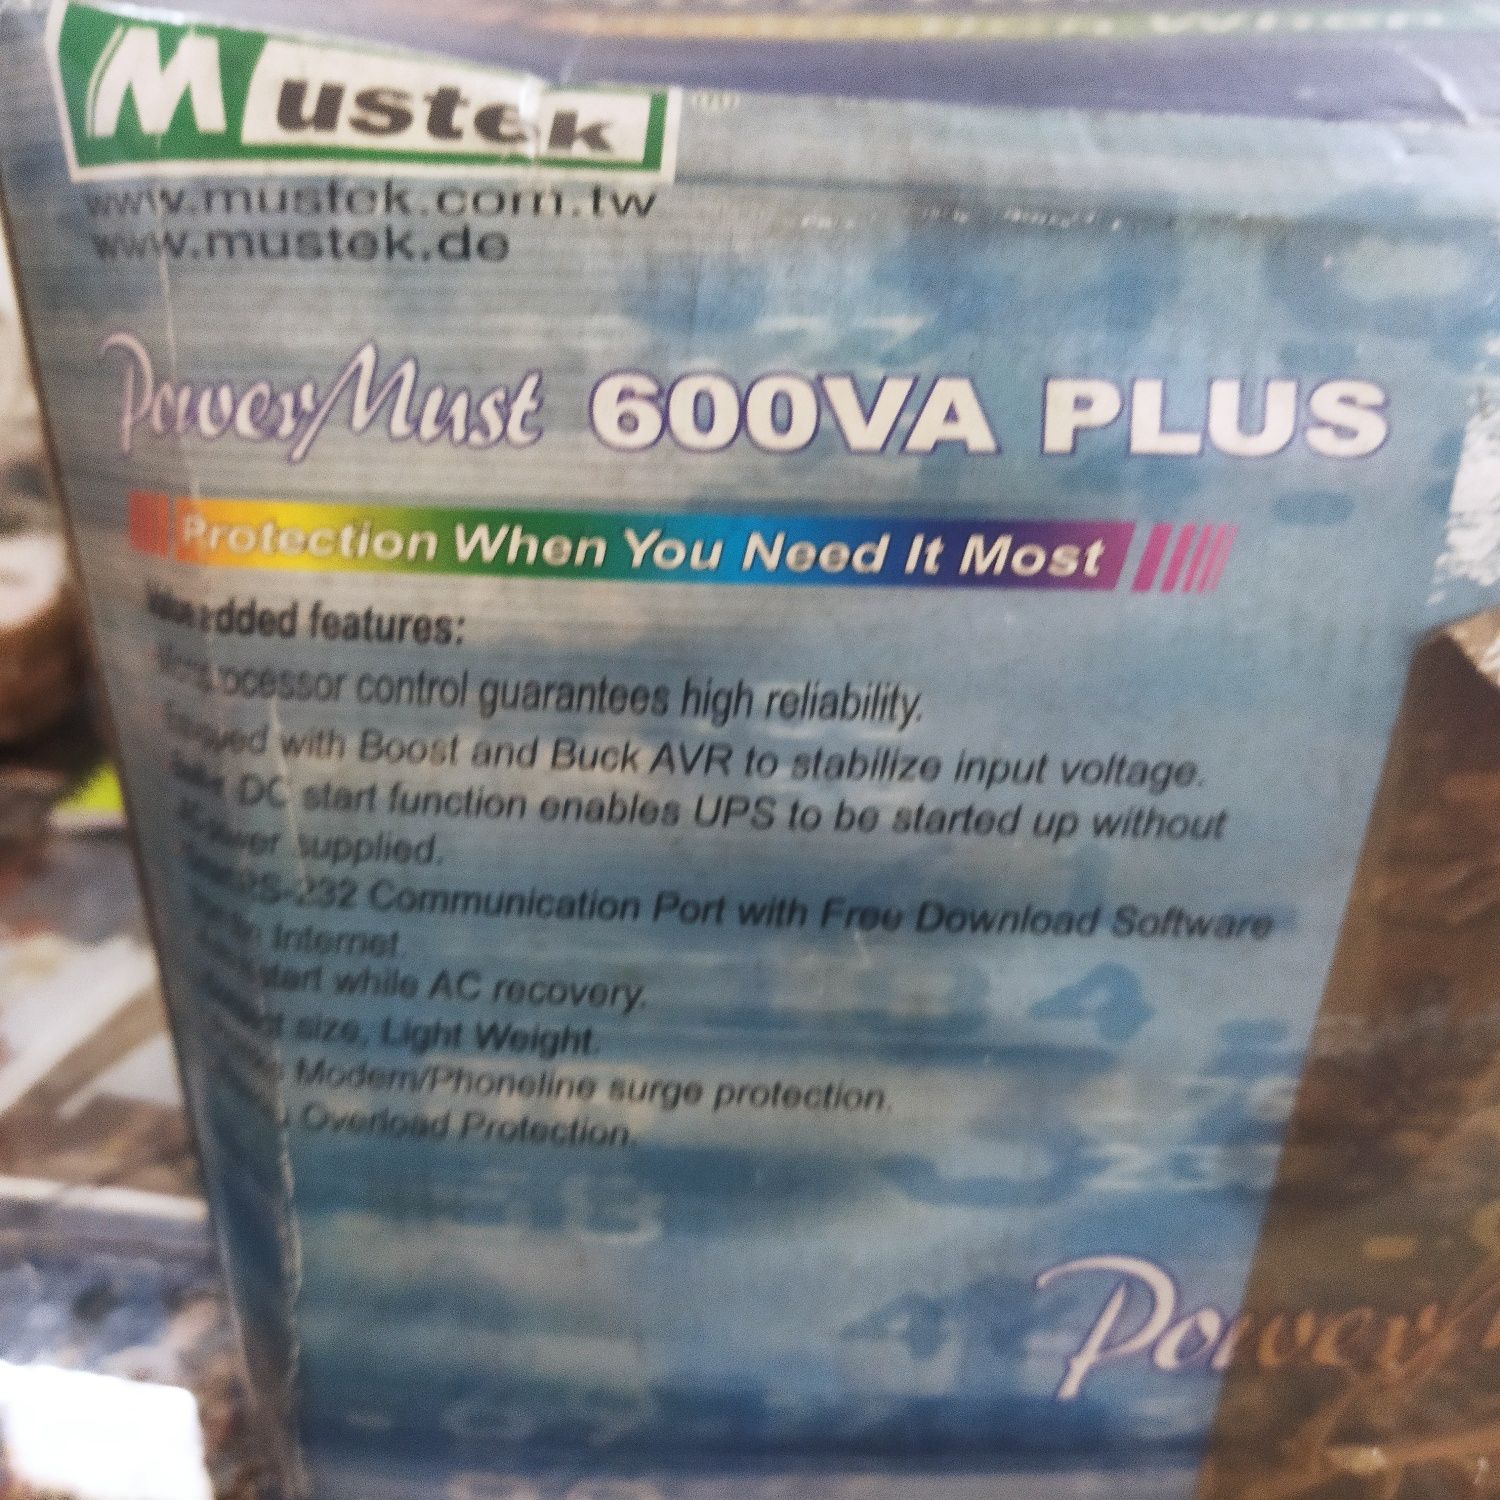 Mustek
www.mustek.com.tw
www.mustek.de
PowerMust 600VA PLUS
Protection When You Need It Most
added features:
control guarantees high reliability.
with Boost and Buck AVR to stabilize input voltage.
DC start function enables UPS to be started up without
supplied.
RS-232 Communication Port with Free Download Software
Internet
start while AC recovery.
size, Light Weight.
Modem/Phoneline surge protection.
Overload Protection.
Power